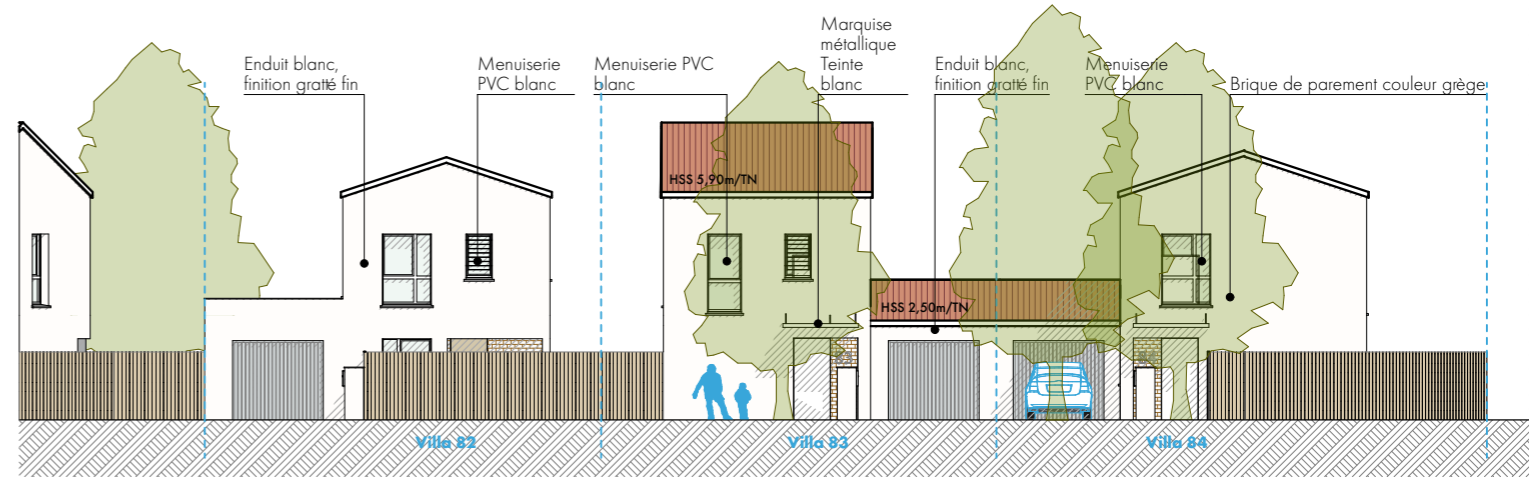 Enduit blanc,
finition gratté fin
Menuiserie
PVC blanc
Menuiserie PVC
blanc
Marquise
métallique
Teinte
blanc
Enduit blanc,
finition gratté fin
Menuiserie
PVC blanc
Brique de parement couleur grège
HSS 5,90m/TN
HSS 2,50m/TN
Villa 82
Villa 83
Villa 84